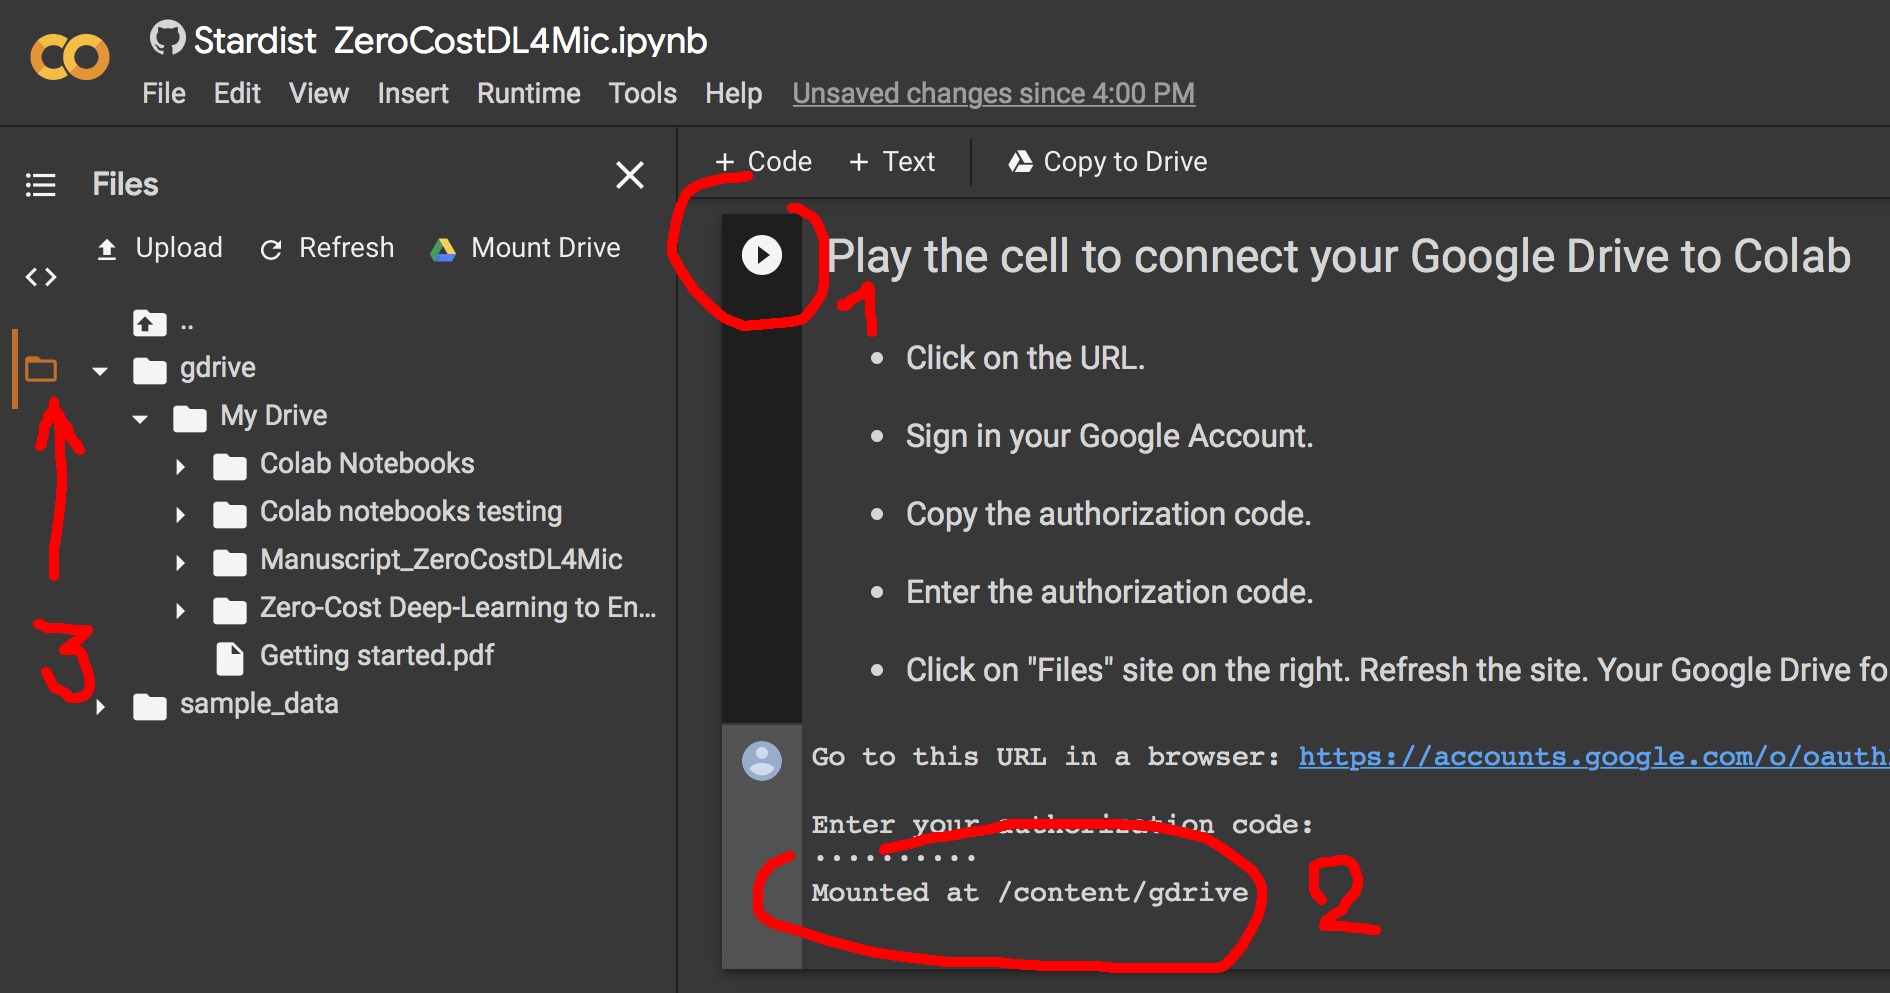 Stardist ZeroCostDL4Mic.ipynb
File Edit View Insert Runtime Tools Help Unsaved changes since 4:00 PM
Files
Upload Refresh Mount Drive
..
gdrive
My Drive
Colab Notebooks
Colab notebooks testing
Manuscript_ZeroCostDL4Mic
Zero-Cost Deep-Learning to En...
Getting started.pdf
sample_data
3
+ Code + Text Copy to Drive
Play the cell to connect your Google Drive to Colab
1
Click on the URL.
Sign in your Google Account.
Copy the authorization code.
Enter the authorization code.
Click on "Files" site on the right. Refresh the site. Your Google Drive fo
Go to this URL in a browser: https://accounts.google.com/o/oauth
Enter your authorization code:
··········
Mounted at /content/gdrive
2